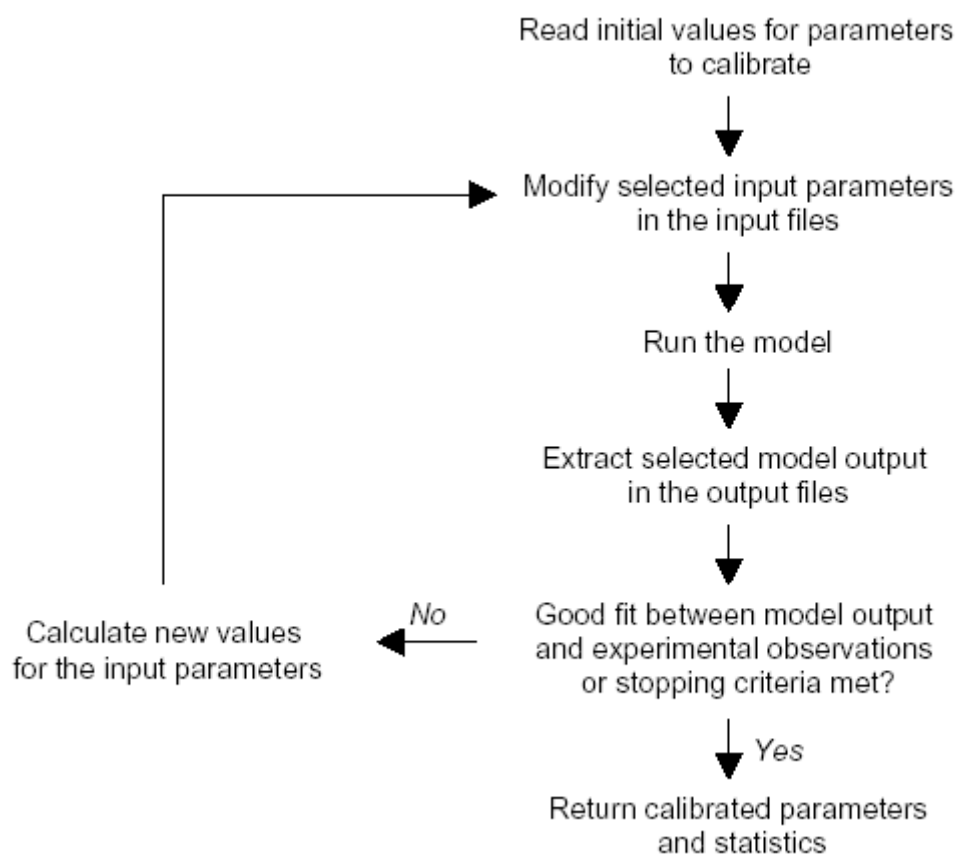 Read initial values for parameters
to calibrate
Modify selected input parameters
in the input files
Run the model
Extract selected model output
in the output files
Good fit between model output
and experimental observations
or stopping criteria met?
No
Calculate new values
for the input parameters
Yes
Return calibrated parameters
and statistics